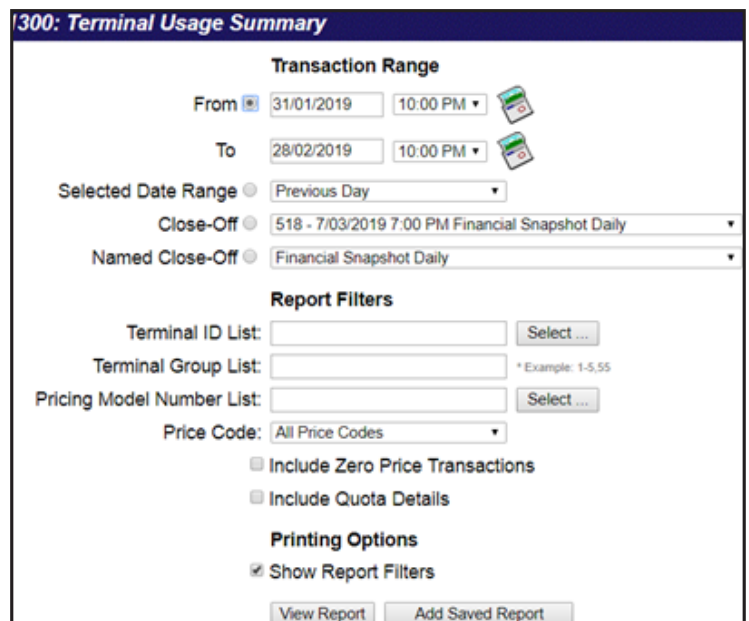 1300: Terminal Usage Summary
Transaction Range
From 31/01/2019 10:00 PM
To 28/02/2019 10:00 PM
Selected Date Range Previous Day
Close-Off 518 - 7/03/2019 7:00 PM Financial Snapshot Daily
Named Close-Off Financial Snapshot Daily
Report Filters
Terminal ID List: Select ...
Terminal Group List: * Example: 1-5,55
Pricing Model Number List: Select ...
Price Code: All Price Codes
Include Zero Price Transactions
Include Quota Details
Printing Options
Show Report Filters
View Report Add Saved Report